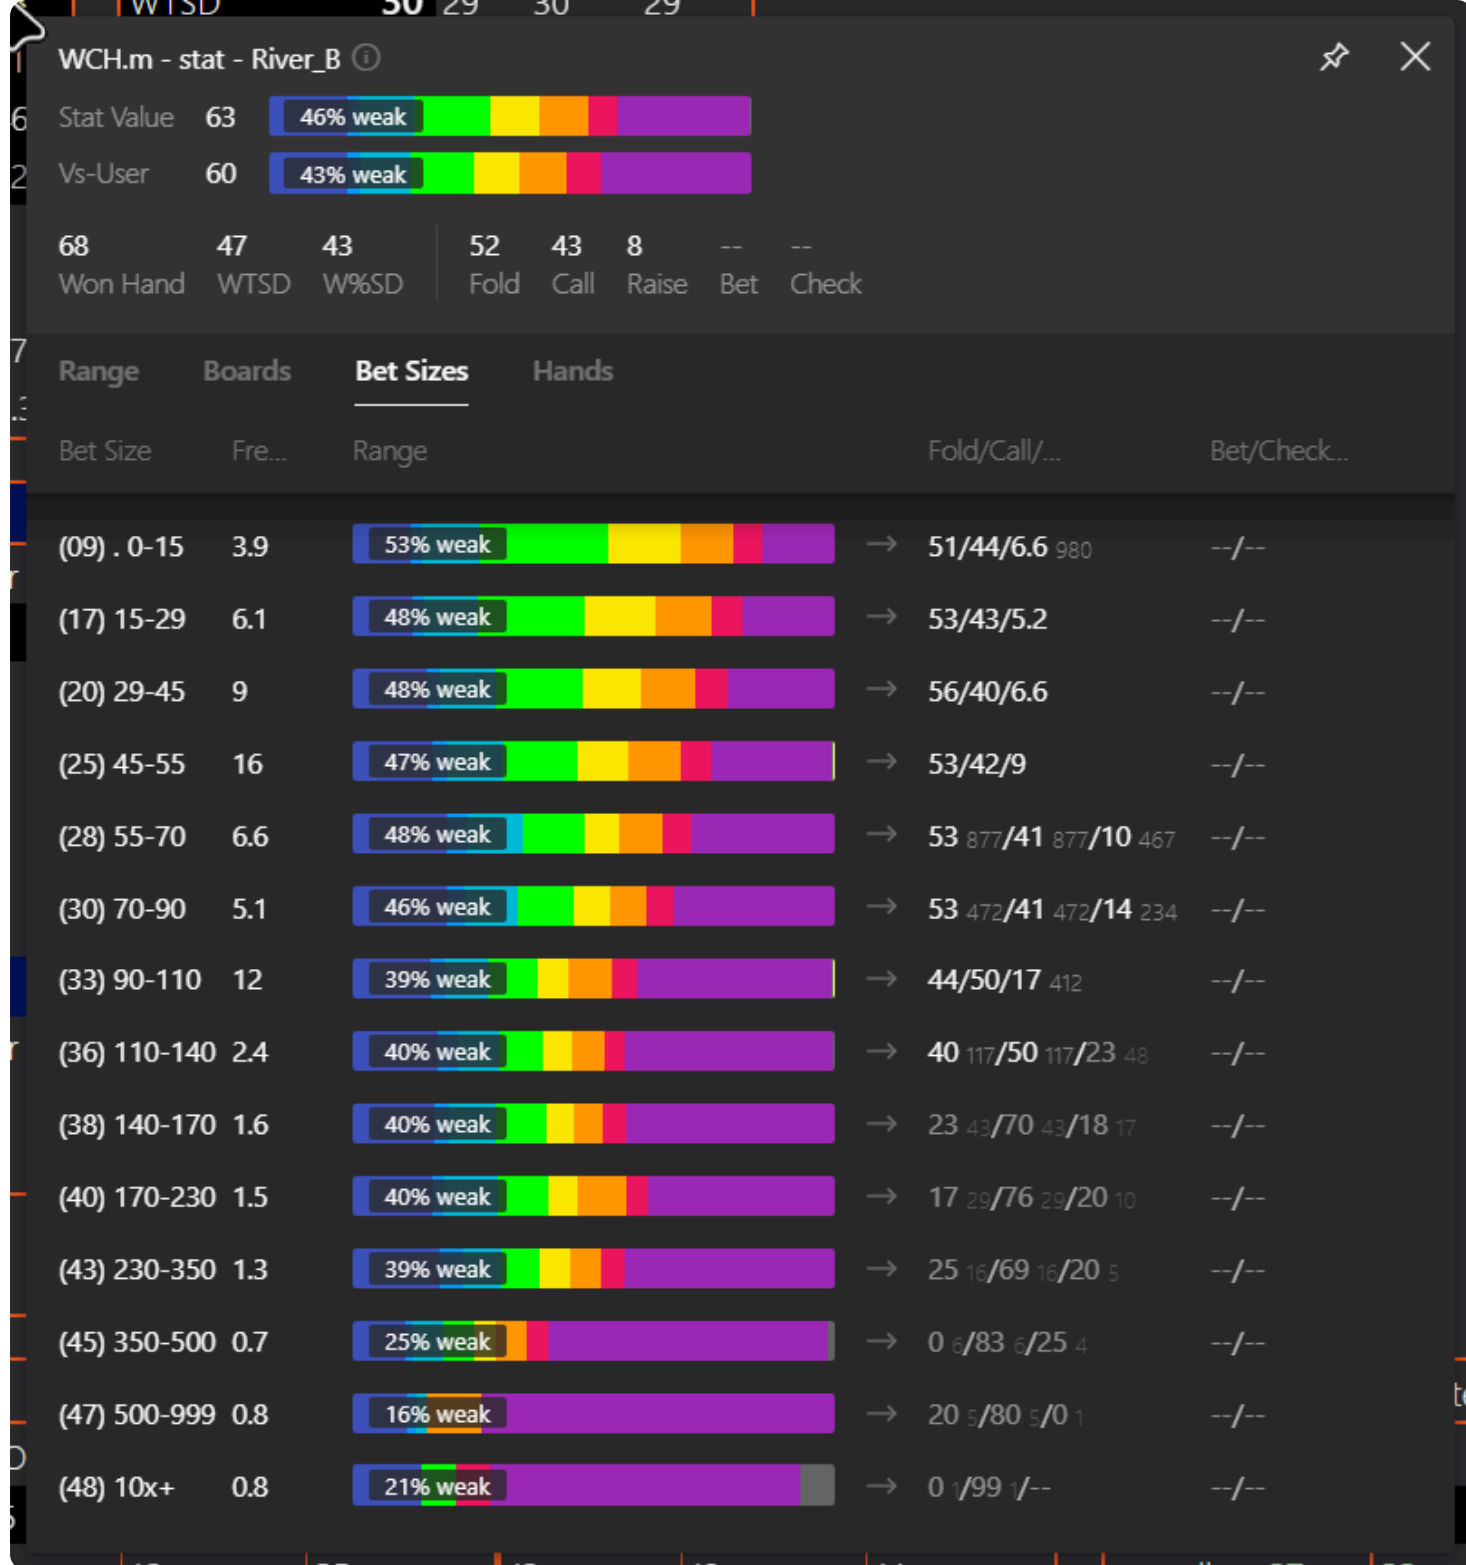 WTSD 30 29 30 29
WCH.m - stat - River_B
Stat Value 63 46% weak
Vs-User 60 43% weak
68 47 43 52 43 8 -- --
Won Hand WTSD W%SD Fold Call Raise Bet Check
Range Boards Bet Sizes Hands
Bet Size Fre... Range Fold/Call/... Bet/Check...
(09) . 0-15 3.9 53% weak → 51/44/6.6 980 --/--
(17) 15-29 6.1 48% weak → 53/43/5.2 --/--
(20) 29-45 9 48% weak → 56/40/6.6 --/--
(25) 45-55 16 47% weak → 53/42/9 --/--
(28) 55-70 6.6 48% weak → 53 877/41 877/10 467 --/--
(30) 70-90 5.1 46% weak → 53 472/41 472/14 234 --/--
(33) 90-110 12 39% weak → 44/50/17 412 --/--
(36) 110-140 2.4 40% weak → 40 117/50 117/23 48 --/--
(38) 140-170 1.6 40% weak → 23 43/70 43/18 17 --/--
(40) 170-230 1.5 40% weak → 17 29/76 29/20 10 --/--
(43) 230-350 1.3 39% weak → 25 16/69 16/20 5 --/--
(45) 350-500 0.7 25% weak → 0 6/83 6/25 4 --/--
(47) 500-999 0.8 16% weak → 20 5/80 5/0 1 --/--
(48) 10x+ 0.8 21% weak → 0 1/99 1/-- --/--